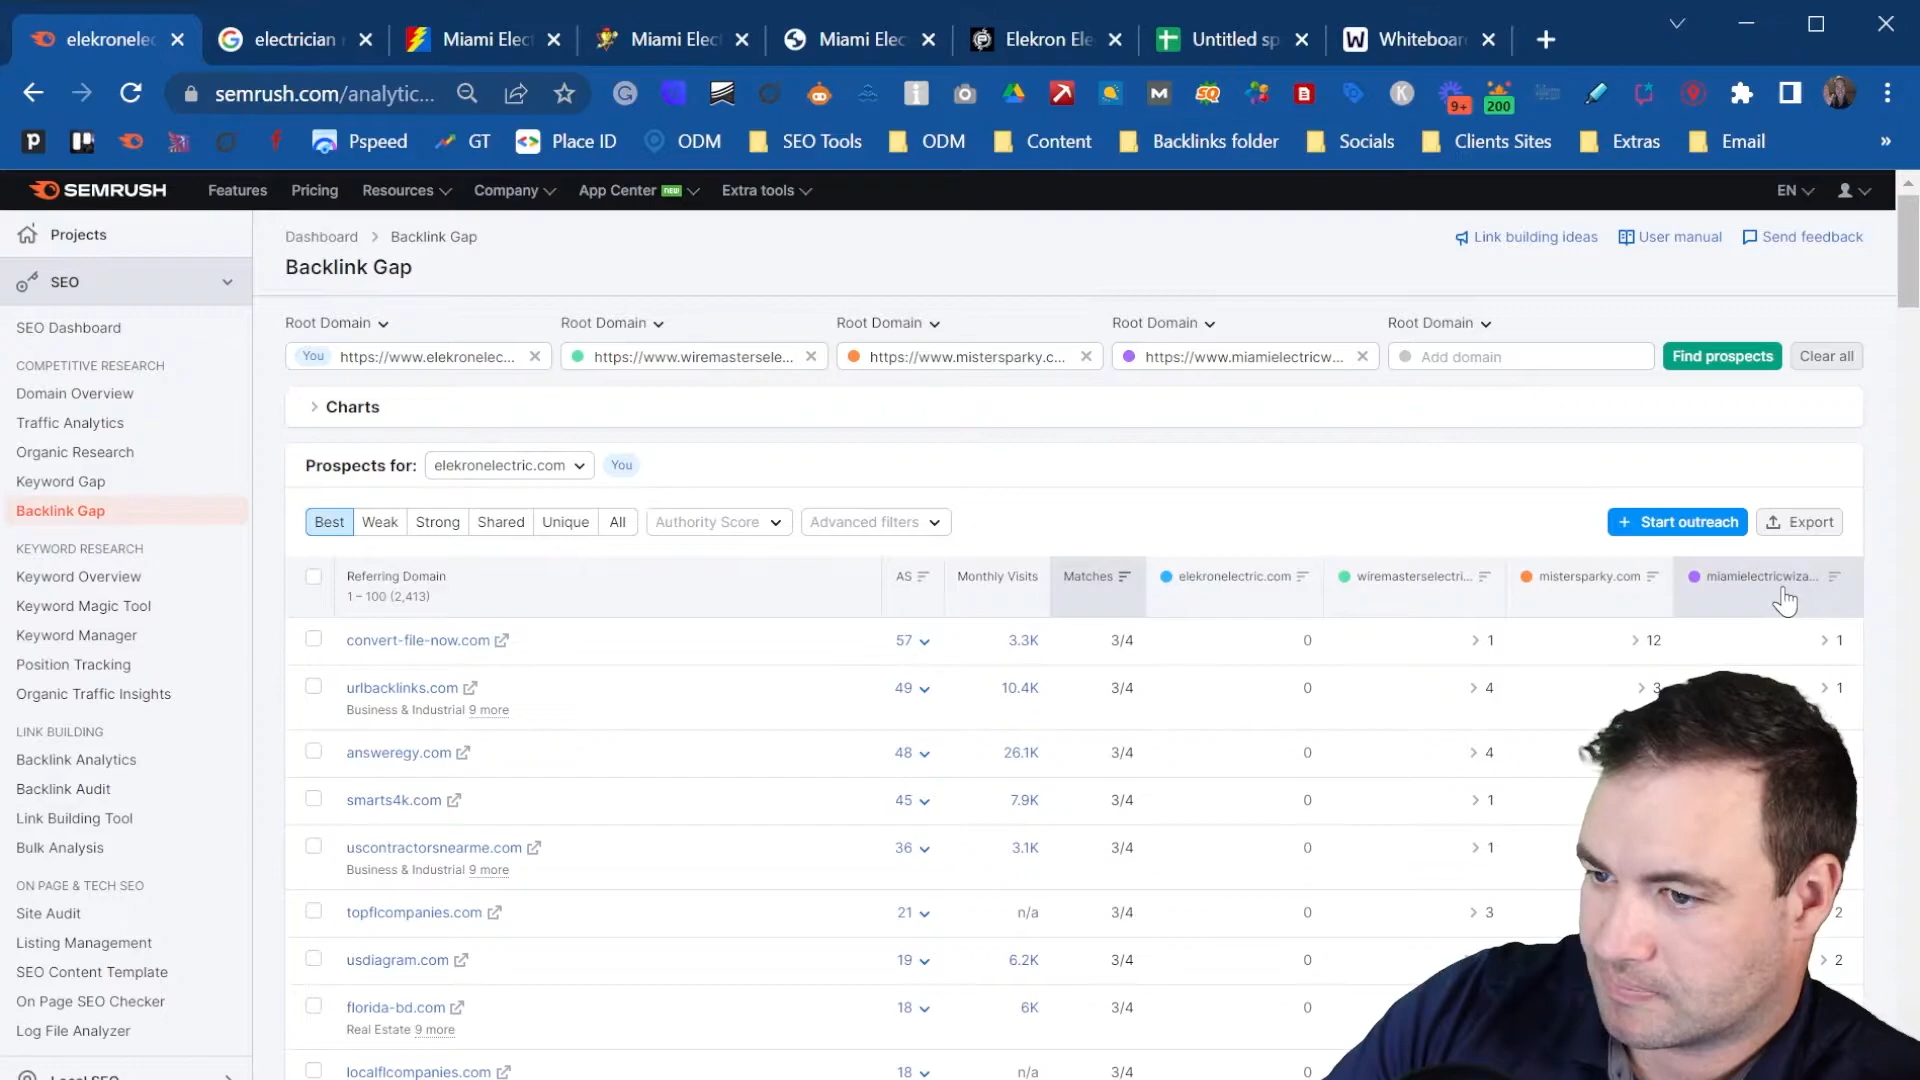 elekronelec
electrician
Miami Elect
Miami Elec
Miami Elec
Elekron Ele
Untitled sp
Whiteboar
semrush.com/analytic...
9+
200
Pspeed
GT
Place ID
ODM
SEO Tools
ODM
Content
Backlinks folder
Socials
Clients Sites
Extras
Email
SEMRUSH
Features
Pricing
Resources
Company
App Center NEW
Extra tools
EN
Projects
SEO
SEO Dashboard
COMPETITIVE RESEARCH
Domain Overview
Traffic Analytics
Organic Research
Keyword Gap
Backlink Gap
KEYWORD RESEARCH
Keyword Overview
Keyword Magic Tool
Keyword Manager
Position Tracking
Organic Traffic Insights
LINK BUILDING
Backlink Analytics
Backlink Audit
Link Building Tool
Bulk Analysis
ON PAGE & TECH SEO
Site Audit
Listing Management
SEO Content Template
On Page SEO Checker
Log File Analyzer
Local SEO
Dashboard > Backlink Gap
Link building ideas
User manual
Send feedback
Backlink Gap
Root Domain
Root Domain
Root Domain
Root Domain
Root Domain
You https://www.elekronelec...
https://www.wiremastersele...
https://www.mistersparky.c...
https://www.miamielectricw...
Add domain
Find prospects
Clear all
Charts
Prospects for: elekronelectric.com You
Best Weak Strong Shared Unique All
Authority Score
Advanced filters
+ Start outreach
Export
Referring Domain
1 – 100 (2,413)
AS
Monthly Visits
Matches
elekronelectric.com
wiremasterselectri...
mistersparky.com
miamielectricwiza...
convert-file-now.com 57 3.3K 3/4 0 > 1 > 12 > 1
urlbacklinks.com 49 10.4K 3/4 0 > 4 > 3 > 1
Business & Industrial 9 more
answeregy.com 48 26.1K 3/4 0 > 4
smarts4k.com 45 7.9K 3/4 0 > 1
uscontractorsnearme.com 36 3.1K 3/4 0 > 1
Business & Industrial 9 more
topflcompanies.com 21 n/a 3/4 0 > 3 2
usdiagram.com 19 6.2K 3/4 0 > 2
florida-bd.com 18 6K 3/4 0
Real Estate 9 more
localflcompanies.com 18 n/a 3/4 0